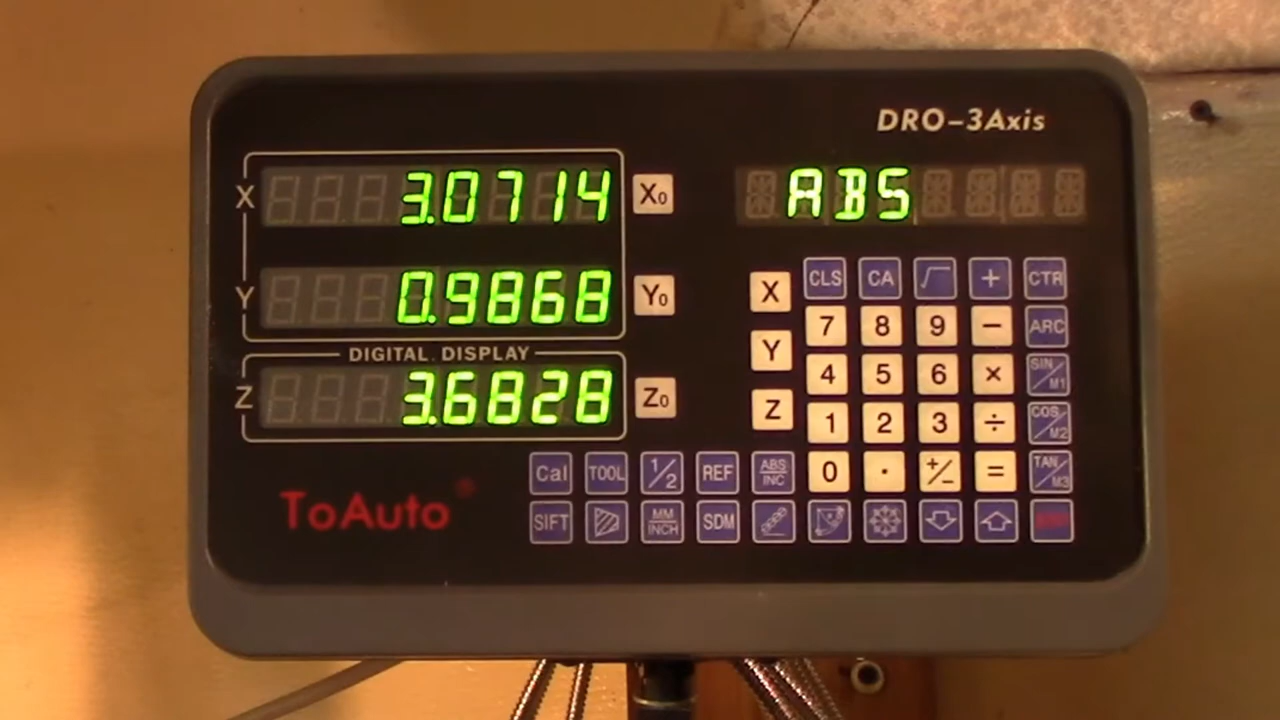 DRO-3Axis
X 3.0714 X₀
ABS
Y 0.9868 Y₀
DIGITAL DISPLAY
Z 3.6828 Z₀
X CLS CA √ + CTR
7 8 9 − ARC
Y
4 5 6 × SIN/M1
Z 1 2 3 ÷ COS/M2
Cal TOOL 1/2 REF ABS/INC 0 · +/− = TAN/M3
ToAuto
SIFT MM/INCH SDM